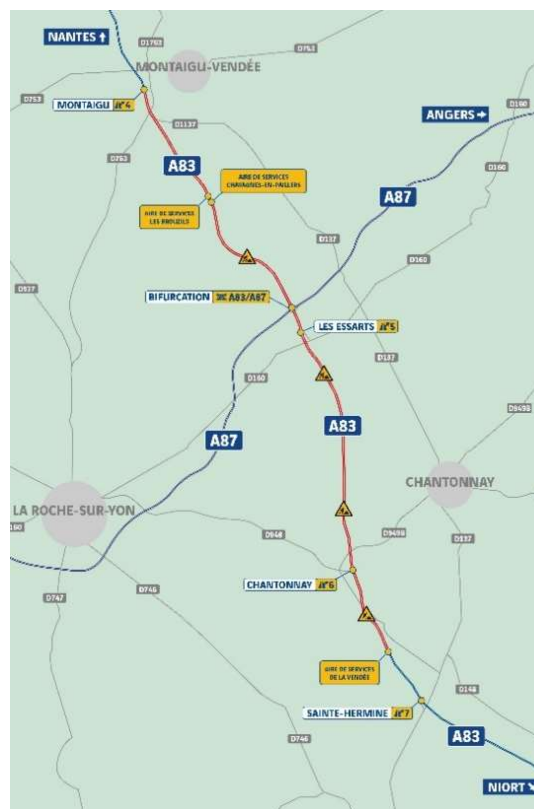 NANTES
D1763
D753
MONTAIGU-VENDÉE
D753
MONTAIGU n°4
D1137
ANGERS
D160
D763
A83
AIRE DE SERVICES
CHAVAGNES-EN-PAILLERS
A87
D160
AIRE DE SERVICES
LES BROUZILS
D137
D160
D937
BIFURCATION A83/A87
LES ESSARTS n°5
D137
D160
D949B
A83
A87
CHANTONNAY
LA ROCHE-SUR-YON
D160
D948
D949B
D137
CHANTONNAY n°6
D747
D746
AIRE DE SERVICES
DE LA VENDÉE
D148
SAINTE-HERMINE n°7
D746
A83
NIORT